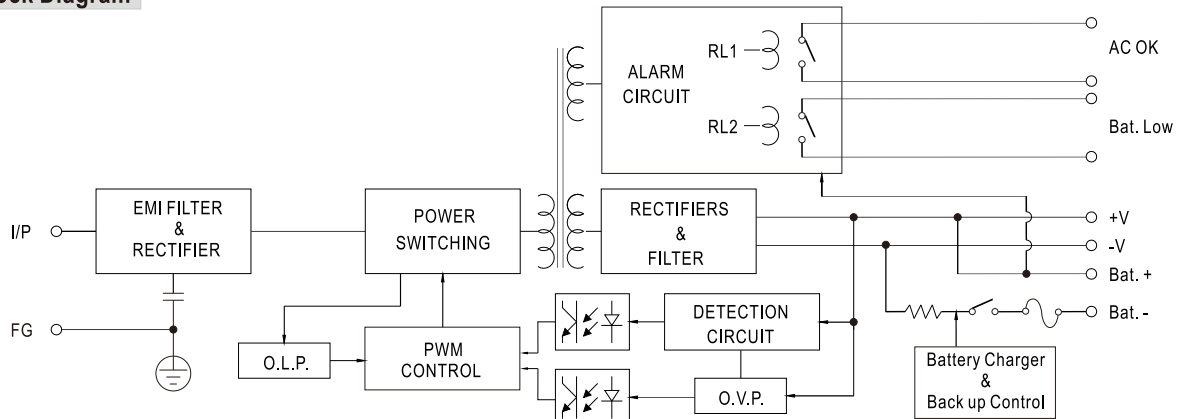 Diagram
RL1
AC OK
ALARM
CIRCUIT
RL2
Bat. Low
I/P
EMI FILTER
&
RECTIFIER
POWER
SWITCHING
RECTIFIERS
&
FILTER
+V
-V
Bat. +
Bat. -
FG
O.L.P.
PWM
CONTROL
DETECTION
CIRCUIT
O.V.P.
Battery Charger
&
Back up Control